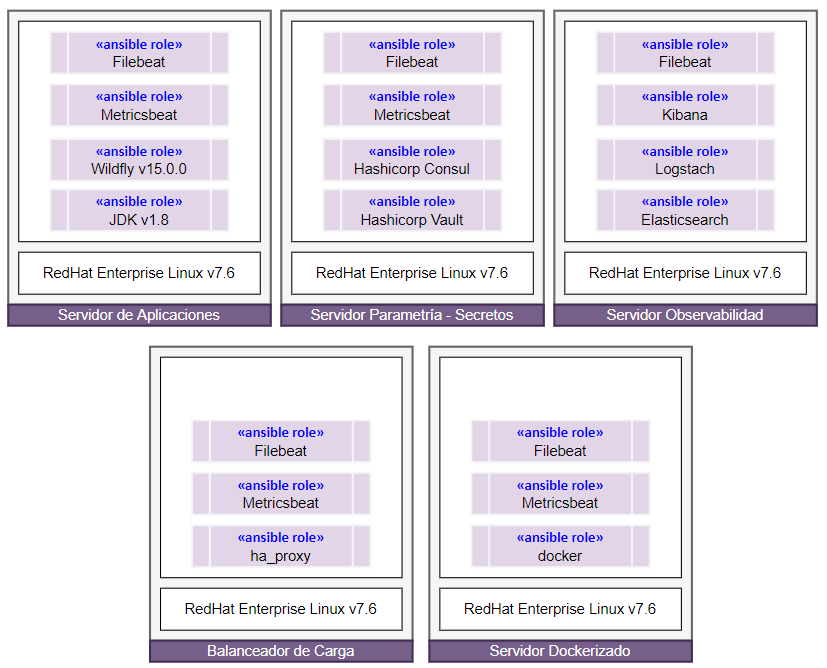 «ansible role»
Filebeat
«ansible role»
Metricsbeat
«ansible role»
Wildfly v15.0.0
«ansible role»
JDK v1.8
RedHat Enterprise Linux v7.6
Servidor de Aplicaciones
«ansible role»
Filebeat
«ansible role»
Metricsbeat
«ansible role»
Hashicorp Consul
«ansible role»
Hashicorp Vault
RedHat Enterprise Linux v7.6
Servidor Parametría - Secretos
«ansible role»
Filebeat
«ansible role»
Kibana
«ansible role»
Logstach
«ansible role»
Elasticsearch
RedHat Enterprise Linux v7.6
Servidor Observabilidad
«ansible role»
Filebeat
«ansible role»
Metricsbeat
«ansible role»
ha_proxy
RedHat Enterprise Linux v7.6
Balanceador de Carga
«ansible role»
Filebeat
«ansible role»
Metricsbeat
«ansible role»
docker
RedHat Enterprise Linux v7.6
Servidor Dockerizado